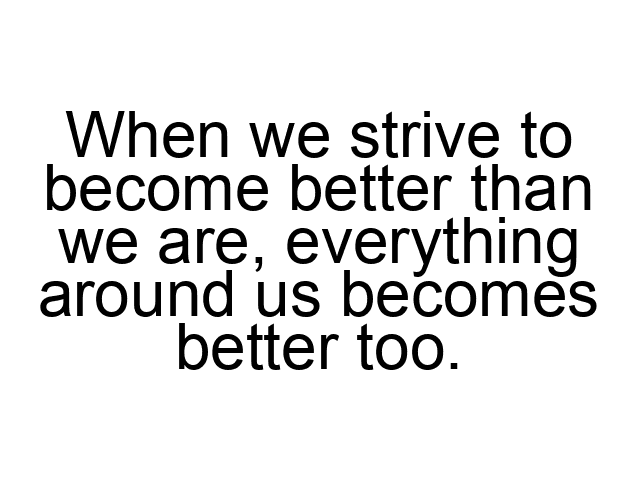 When we strive to
become better than
we are, everything
around us becomes
better too.